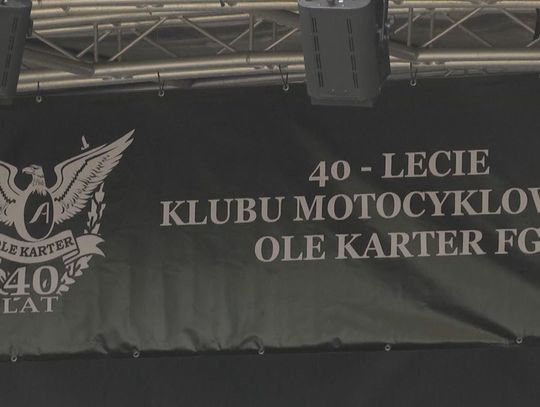 40 - LECIE
KLUBU MOTOCYKLOW
OLE KARTER FG
A
OLE KARTER
40
LAT